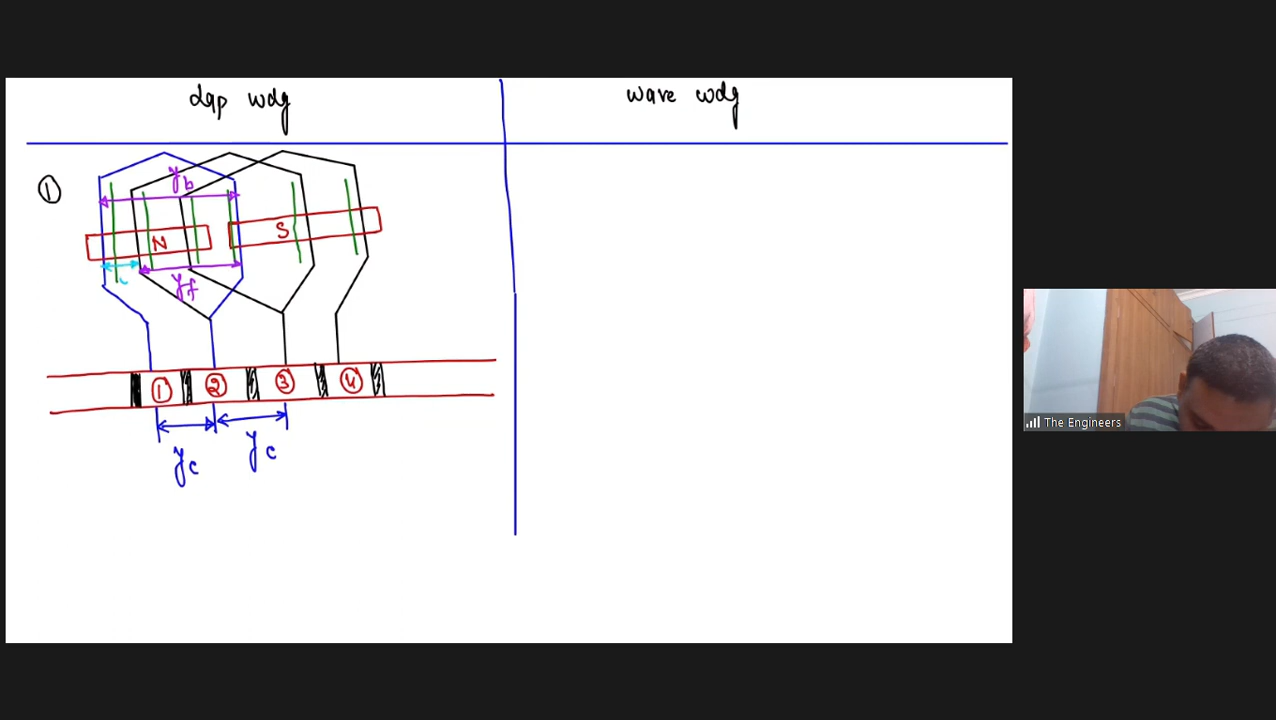 Lap wdg
wave wdg
①
yb
N
S
yf
① ② ③ ④
yc yc
The Engineers